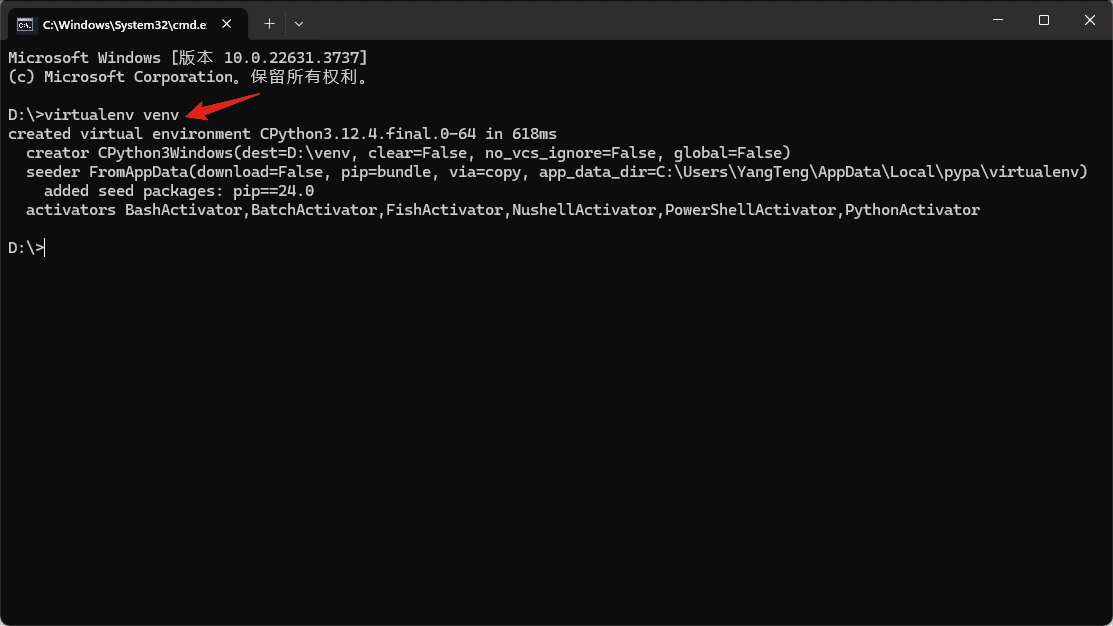 C:\Windows\System32\cmd.e
Microsoft Windows [版本 10.0.22631.3737]
(c) Microsoft Corporation。保留所有权利。
D:\>virtualenv venv
created virtual environment CPython3.12.4.final.0-64 in 618ms
  creator CPython3Windows(dest=D:\venv, clear=False, no_vcs_ignore=False, global=False)
  seeder FromAppData(download=False, pip=bundle, via=copy, app_data_dir=C:\Users\YangTeng\AppData\Local\pypa\virtualenv)
    added seed packages: pip==24.0
  activators BashActivator,BatchActivator,FishActivator,NushellActivator,PowerShellActivator,PythonActivator
D:\>